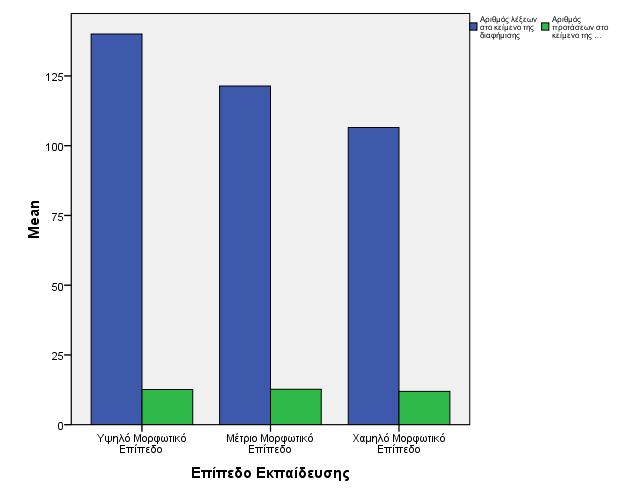 Αριθμός λέξεων
στο κείμενο της
διαφήμισης
Αριθμός
προτάσεων στο
κείμενο της ...
Mean
125
100
75
50
25
0
Υψηλό Μορφωτικό
Επίπεδο
Μέτριο Μορφωτικό
Επίπεδο
Χαμηλό Μορφωτικό
Επίπεδο
Επίπεδο Εκπαίδευσης